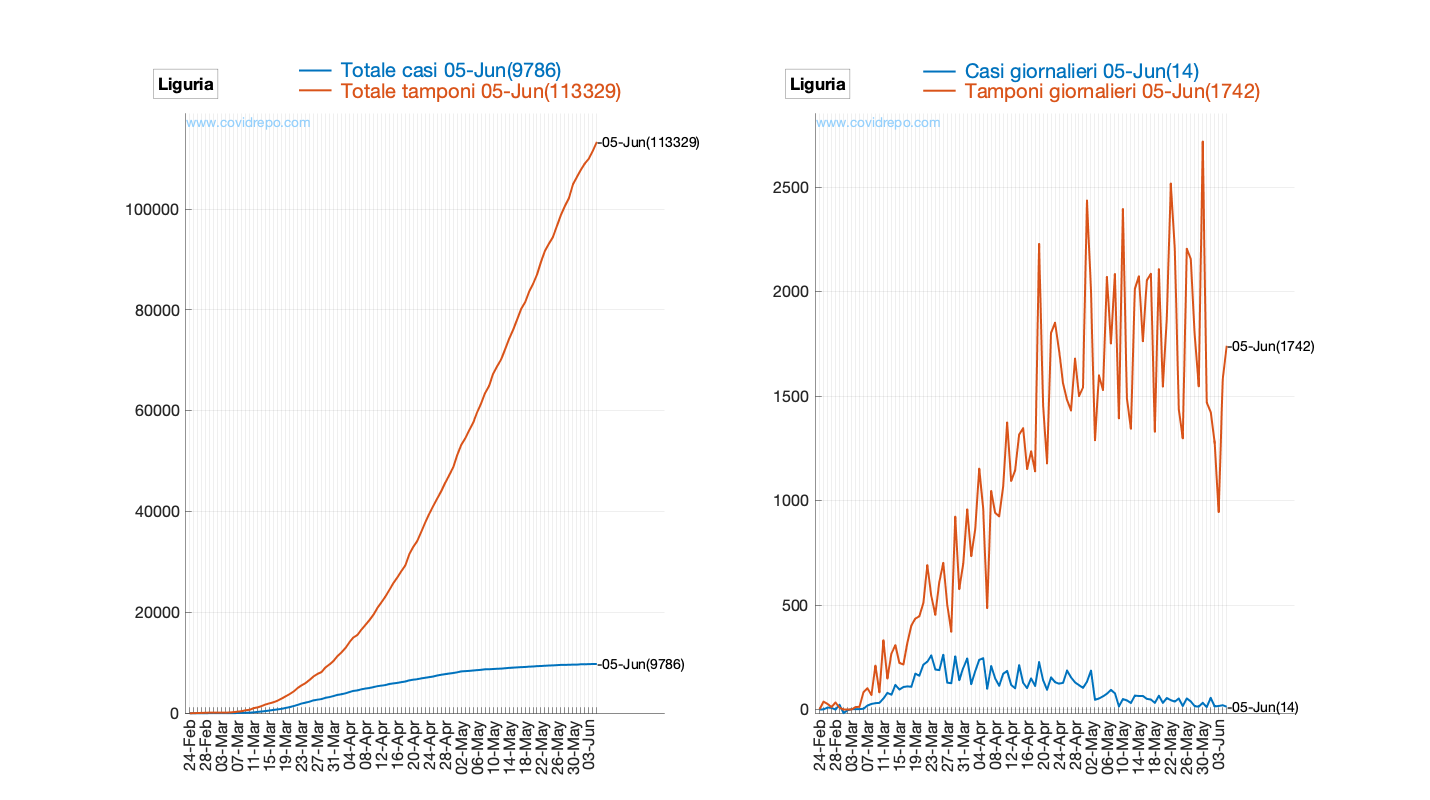 Liguria
Totale casi 05-Jun(9786)
Totale tamponi 05-Jun(113329)
www.covidrepo.com
05-Jun(113329)
100000
80000
60000
40000
20000
0
05-Jun(9786)
24-Feb
28-Feb
03-Mar
07-Mar
11-Mar
15-Mar
19-Mar
23-Mar
27-Mar
31-Mar
04-Apr
08-Apr
12-Apr
16-Apr
20-Apr
24-Apr
28-Apr
02-May
06-May
10-May
14-May
18-May
22-May
26-May
30-May
03-Jun
Liguria
Casi giornalieri 05-Jun(14)
Tamponi giornalieri 05-Jun(1742)
www.covidrepo.com
2500
2000
1500
1000
500
0
05-Jun(1742)
05-Jun(14)
24-Feb
28-Feb
03-Mar
07-Mar
11-Mar
15-Mar
19-Mar
23-Mar
27-Mar
31-Mar
04-Apr
08-Apr
12-Apr
16-Apr
20-Apr
24-Apr
28-Apr
02-May
06-May
10-May
14-May
18-May
22-May
26-May
30-May
03-Jun